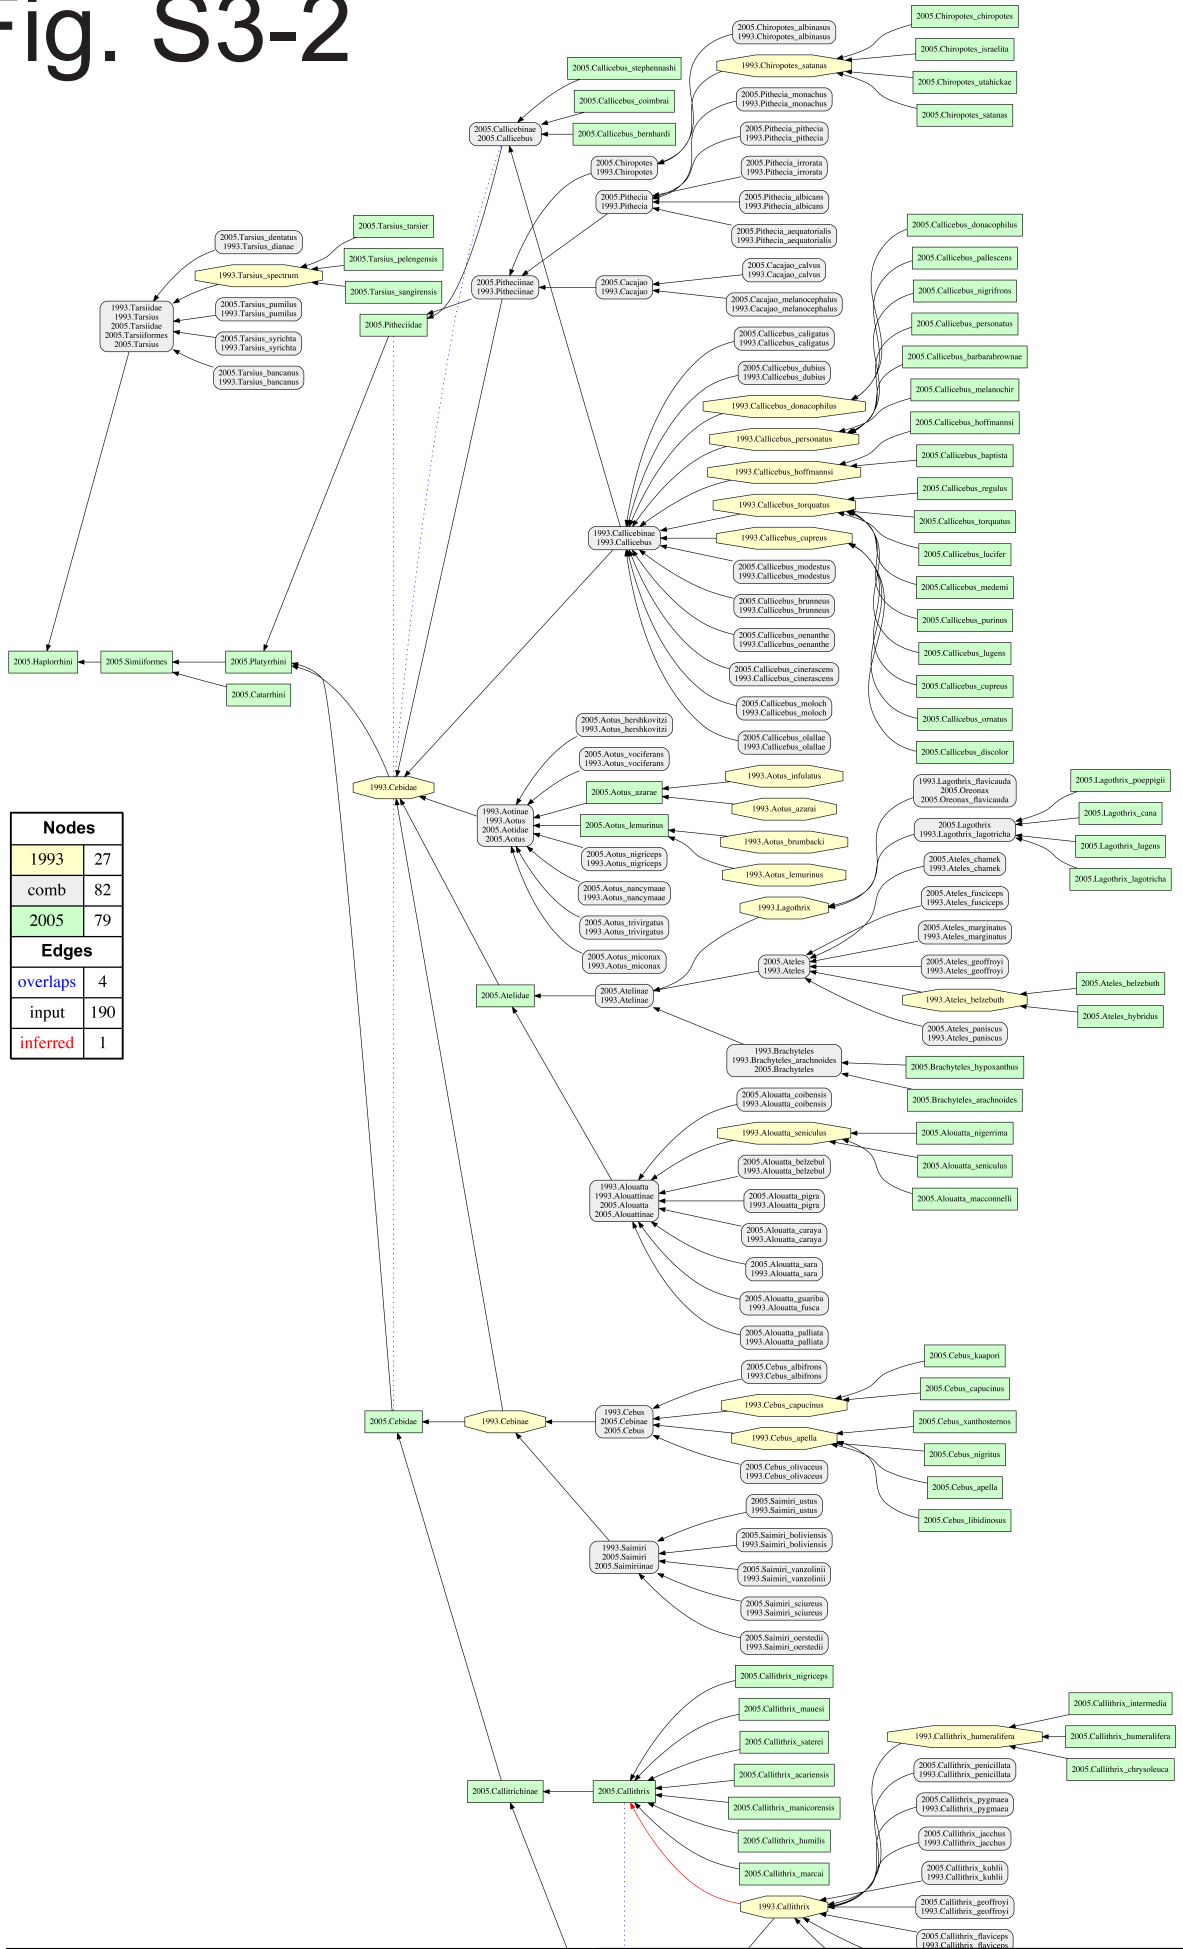 Fig. S3-2
2005.Chiropotes_albinasus
1993.Chiropotes_albinasus
2005.Chiropotes_chiropotes
2005.Chiropotes_israelita
1993.Chiropotes_satanas
2005.Chiropotes_utahickae
2005.Chiropotes_satanas
2005.Callicebus_stephennashi
2005.Callicebus_coimbrai
2005.Callicebus_bernhardi
2005.Callicebinae
2005.Callicebus
2005.Pithecia_monachus
1993.Pithecia_monachus
2005.Pithecia_pithecia
1993.Pithecia_pithecia
2005.Chiropotes
1993.Chiropotes
2005.Pithecia_irrorata
1993.Pithecia_irrorata
2005.Pithecia
1993.Pithecia
2005.Pithecia_albicans
1993.Pithecia_albicans
2005.Pithecia_aequatorialis
1993.Pithecia_aequatorialis
2005.Tarsius_tarsier
2005.Tarsius_dentatus
1993.Tarsius_dianae
2005.Tarsius_pelengensis
1993.Tarsius_spectrum
2005.Tarsius_sangirensis
2005.Tarsius_pumilus
1993.Tarsius_pumilus
1993.Tarsiidae
1993.Tarsius
2005.Tarsiidae
2005.Tarsiiformes
2005.Tarsius
2005.Tarsius_syrichta
1993.Tarsius_syrichta
2005.Tarsius_bancanus
1993.Tarsius_bancanus
2005.Pitheciidae
2005.Pitheciinae
1993.Pitheciinae
2005.Cacajao
1993.Cacajao
2005.Cacajao_calvus
1993.Cacajao_calvus
2005.Cacajao_melanocephalus
1993.Cacajao_melanocephalus
2005.Callicebus_donacophilus
2005.Callicebus_pallescens
2005.Callicebus_nigrifrons
2005.Callicebus_personatus
2005.Callicebus_barbarabrownae
2005.Callicebus_melanochir
2005.Callicebus_hoffmannsi
2005.Callicebus_baptista
2005.Callicebus_regulus
2005.Callicebus_torquatus
2005.Callicebus_lucifer
2005.Callicebus_medemi
2005.Callicebus_purinus
2005.Callicebus_lugens
2005.Callicebus_cupreus
2005.Callicebus_ornatus
2005.Callicebus_discolor
2005.Callicebus_caligatus
1993.Callicebus_caligatus
2005.Callicebus_dubius
1993.Callicebus_dubius
1993.Callicebus_donacophilus
1993.Callicebus_personatus
1993.Callicebus_hoffmannsi
1993.Callicebus_torquatus
1993.Callicebus_cupreus
1993.Callicebinae
1993.Callicebus
2005.Callicebus_modestus
1993.Callicebus_modestus
2005.Callicebus_brunneus
1993.Callicebus_brunneus
2005.Callicebus_oenanthe
1993.Callicebus_oenanthe
2005.Callicebus_cinerascens
1993.Callicebus_cinerascens
2005.Callicebus_moloch
1993.Callicebus_moloch
2005.Callicebus_olallae
1993.Callicebus_olallae
2005.Haplorrhini
2005.Simiiformes
2005.Platyrrhini
2005.Catarrhini
1993.Cebidae
2005.Aotus_hershkovitzi
1993.Aotus_hershkovitzi
2005.Aotus_vociferans
1993.Aotus_vociferans
2005.Aotus_azarae
1993.Aotus_infulatus
1993.Aotus_azarai
1993.Aotinae
1993.Aotus
2005.Aotidae
2005.Aotus
2005.Aotus_lemurinus
1993.Aotus_brumbacki
1993.Aotus_lemurinus
2005.Aotus_nigriceps
1993.Aotus_nigriceps
2005.Aotus_nancymaae
1993.Aotus_nancymaae
2005.Aotus_trivirgatus
1993.Aotus_trivirgatus
2005.Aotus_miconax
1993.Aotus_miconax
1993.Lagothrix_flavicauda
2005.Oreonax
2005.Oreonax_flavicauda
2005.Lagothrix
1993.Lagothrix_lagotricha
2005.Lagothrix_poeppigii
2005.Lagothrix_cana
2005.Lagothrix_lugens
2005.Lagothrix_lagotricha
1993.Lagothrix
2005.Ateles_chamek
1993.Ateles_chamek
2005.Ateles_fusciceps
1993.Ateles_fusciceps
2005.Ateles_marginatus
1993.Ateles_marginatus
2005.Ateles_geoffroyi
1993.Ateles_geoffroyi
2005.Ateles
1993.Ateles
1993.Ateles_belzebuth
2005.Ateles_belzebuth
2005.Ateles_hybridus
2005.Ateles_paniscus
1993.Ateles_paniscus
2005.Atelidae
2005.Atelinae
1993.Atelinae
1993.Brachyteles
1993.Brachyteles_arachnoides
2005.Brachyteles
2005.Brachyteles_hypoxanthus
2005.Brachyteles_arachnoides
Nodes
1993 27
comb 82
2005 79
Edges
overlaps 4
input 190
inferred 1
2005.Alouatta_coibensis
1993.Alouatta_coibensis
1993.Alouatta_seniculus
2005.Alouatta_nigerrima
2005.Alouatta_seniculus
2005.Alouatta_macconnelli
2005.Alouatta_belzebul
1993.Alouatta_belzebul
1993.Alouatta
1993.Alouattinae
2005.Alouatta
2005.Alouattinae
2005.Alouatta_pigra
1993.Alouatta_pigra
2005.Alouatta_caraya
1993.Alouatta_caraya
2005.Alouatta_sara
1993.Alouatta_sara
2005.Alouatta_guariba
1993.Alouatta_fusca
2005.Alouatta_palliata
1993.Alouatta_palliata
2005.Cebus_albifrons
1993.Cebus_albifrons
2005.Cebus_kaapori
2005.Cebus_capucinus
1993.Cebus_capucinus
2005.Cebidae
1993.Cebinae
1993.Cebus
2005.Cebinae
2005.Cebus
1993.Cebus_apella
2005.Cebus_xanthosternos
2005.Cebus_nigritus
2005.Cebus_apella
2005.Cebus_libidinosus
2005.Cebus_olivaceus
1993.Cebus_olivaceus
2005.Saimiri_ustus
1993.Saimiri_ustus
2005.Saimiri_boliviensis
1993.Saimiri_boliviensis
1993.Saimiri
2005.Saimiri
2005.Saimiriinae
2005.Saimiri_vanzolinii
1993.Saimiri_vanzolinii
2005.Saimiri_sciureus
1993.Saimiri_sciureus
2005.Saimiri_oerstedii
1993.Saimiri_oerstedii
2005.Callithrix_nigriceps
2005.Callithrix_mauesi
2005.Callithrix_saterei
2005.Callithrix_acariensis
2005.Callithrix_manicorensis
2005.Callithrix_humilis
2005.Callithrix_marcai
2005.Callitrichinae
2005.Callithrix
1993.Callithrix
1993.Callithrix_humeralifera
2005.Callithrix_intermedia
2005.Callithrix_humeralifera
2005.Callithrix_chrysoleuca
2005.Callithrix_penicillata
1993.Callithrix_penicillata
2005.Callithrix_pygmaea
1993.Callithrix_pygmaea
2005.Callithrix_jacchus
1993.Callithrix_jacchus
2005.Callithrix_kuhlii
1993.Callithrix_kuhlii
2005.Callithrix_geoffroyi
1993.Callithrix_geoffroyi
2005.Callithrix_flaviceps
1993.Callithrix_flaviceps